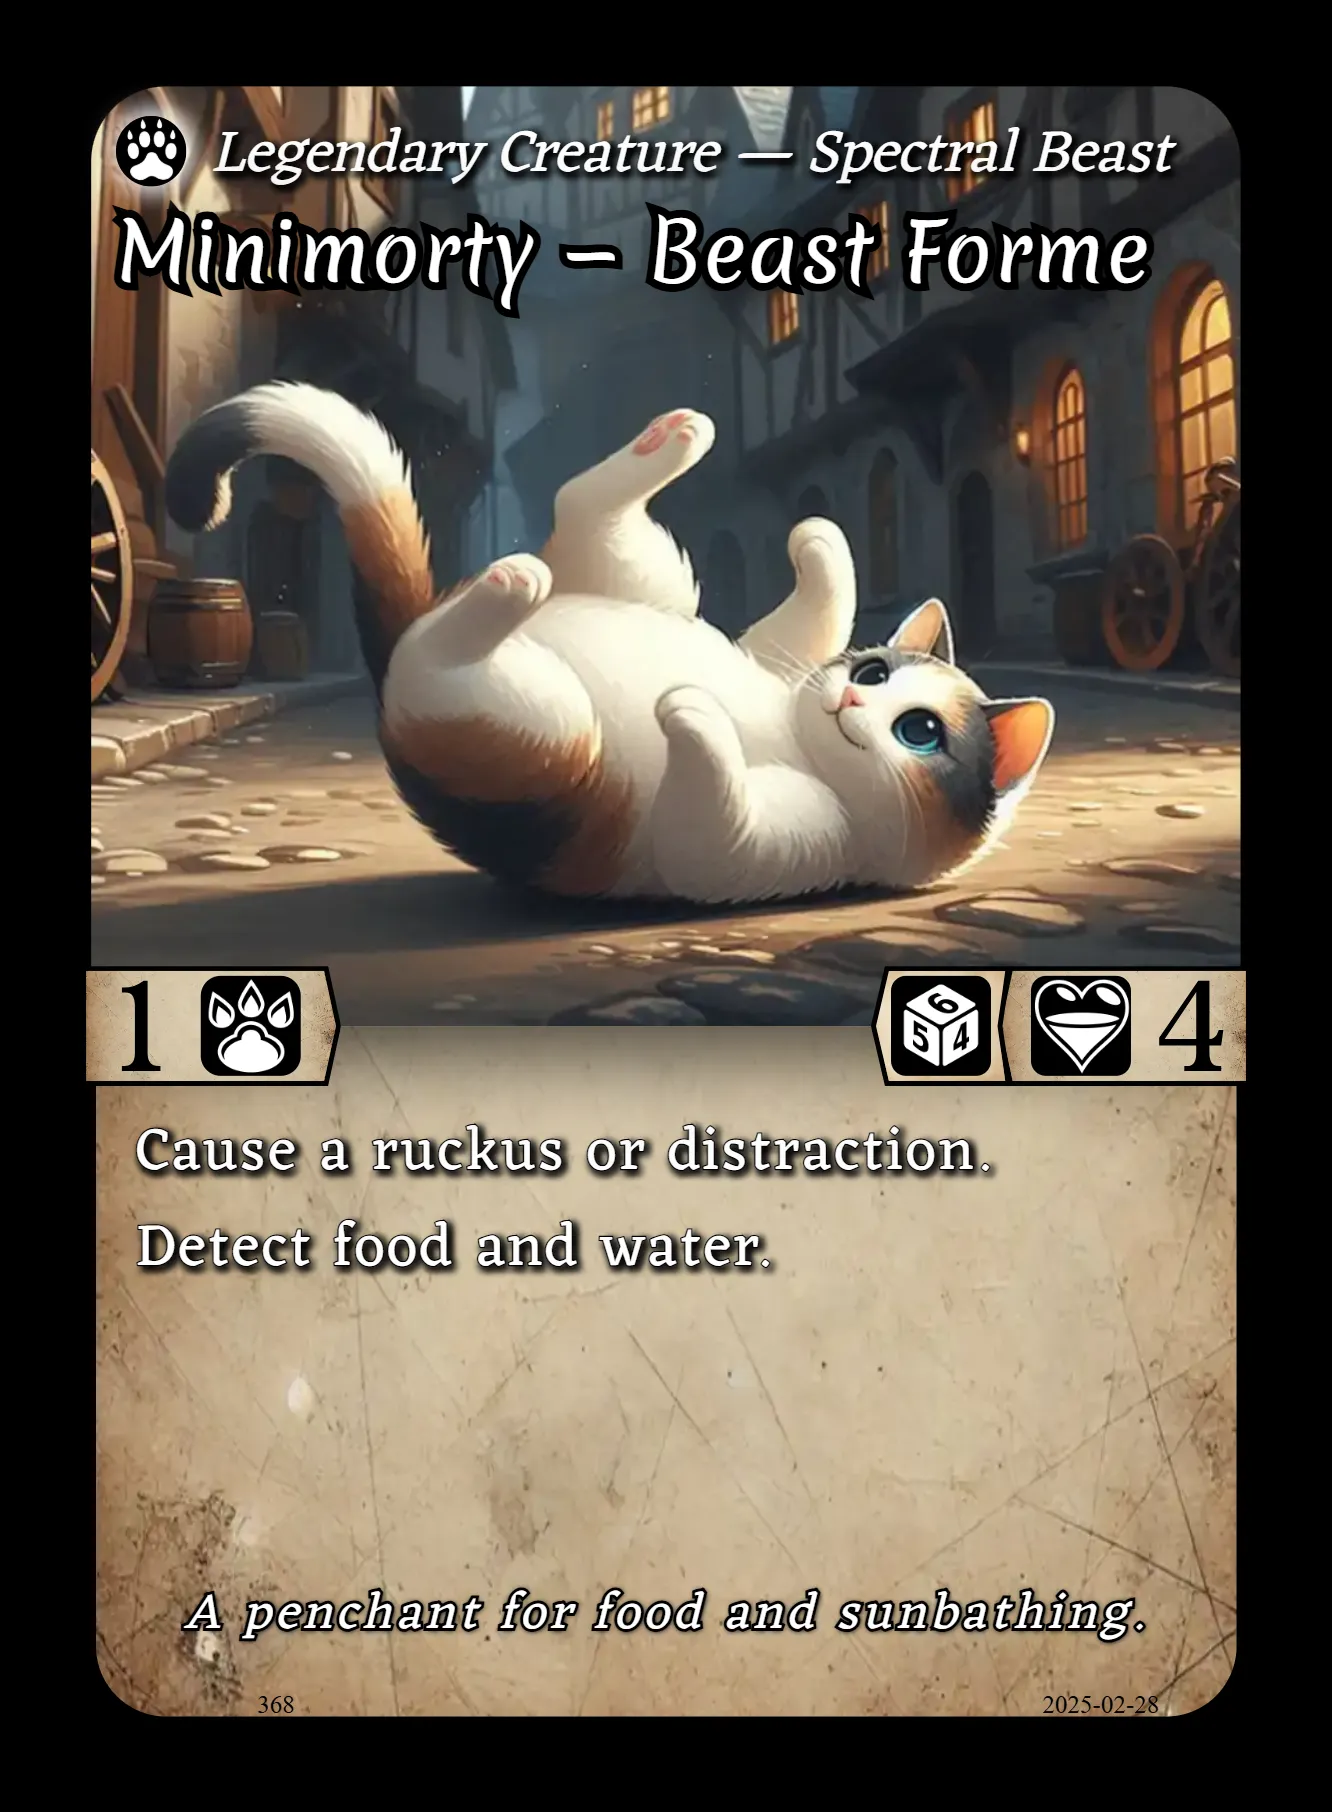 Legendary Creature — Spectral Beast
Minimorty – Beast Forme
1
6
5 4
4
Cause a ruckus or distraction.
Detect food and water.
A penchant for food and sunbathing.
368
2025-02-28